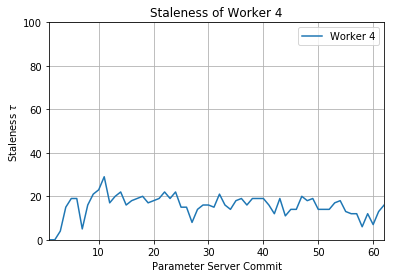 Staleness of Worker 4
Worker 4
100
80
60
40
20
0
Staleness τ
10 20 30 40 50 60
Parameter Server Commit